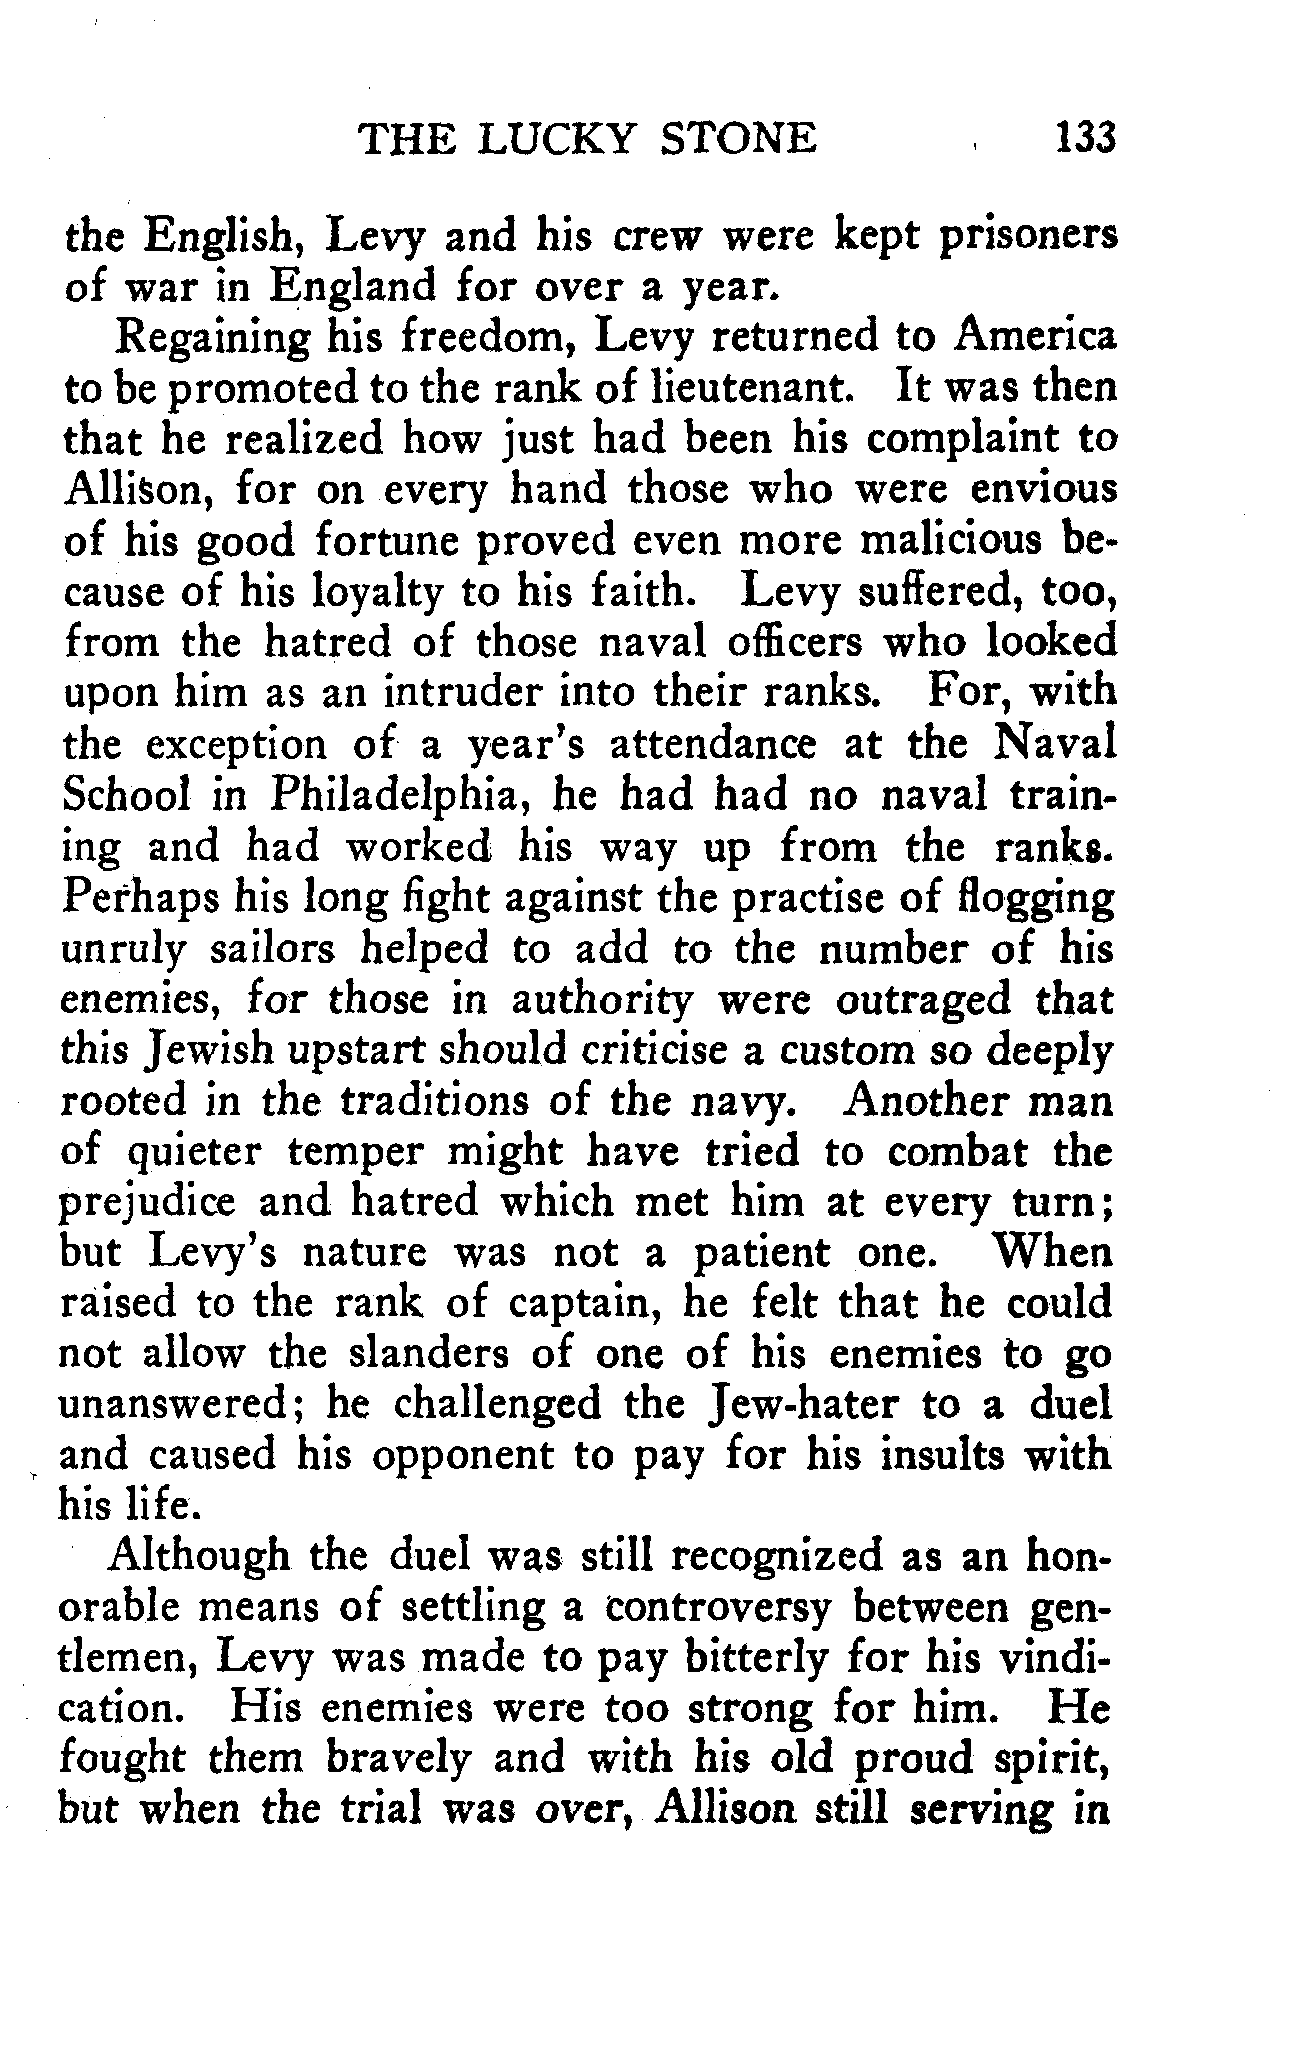 THE LUCKY STONE 133
the English, Levy and his crew were kept prisoners
of war in England for over a year.
Regaining his freedom, Levy returned to America
to be promoted to the rank of lieutenant. It was then
that he realized how just had been his complaint to
Allison, for on every hand those who were envious
of his good fortune proved even more malicious be-
cause of his loyalty to his faith. Levy suffered, too,
from the hatred of those naval officers who looked
upon him as an intruder into their ranks. For, with
the exception of a year's attendance at the Naval
School in Philadelphia, he had had no naval train-
ing and had worked his way up from the ranks.
Perhaps his long fight against the practise of flogging
unruly sailors helped to add to the number of his
enemies, for those in authority were outraged that
this Jewish upstart should criticise a custom so deeply
rooted in the traditions of the navy. Another man
of quieter temper might have tried to combat the
prejudice and hatred which met him at every turn;
but Levy's nature was not a patient one. When
raised to the rank of captain, he felt that he could
not allow the slanders of one of his enemies to go
unanswered; he challenged the Jew-hater to a duel
and caused his opponent to pay for his insults with
his life.
Although the duel was still recognized as an hon-
orable means of settling a controversy between gen-
tlemen, Levy was made to pay bitterly for his vindi-
cation. His enemies were too strong for him. He
fought them bravely and with his old proud spirit,
but when the trial was over, Allison still serving in